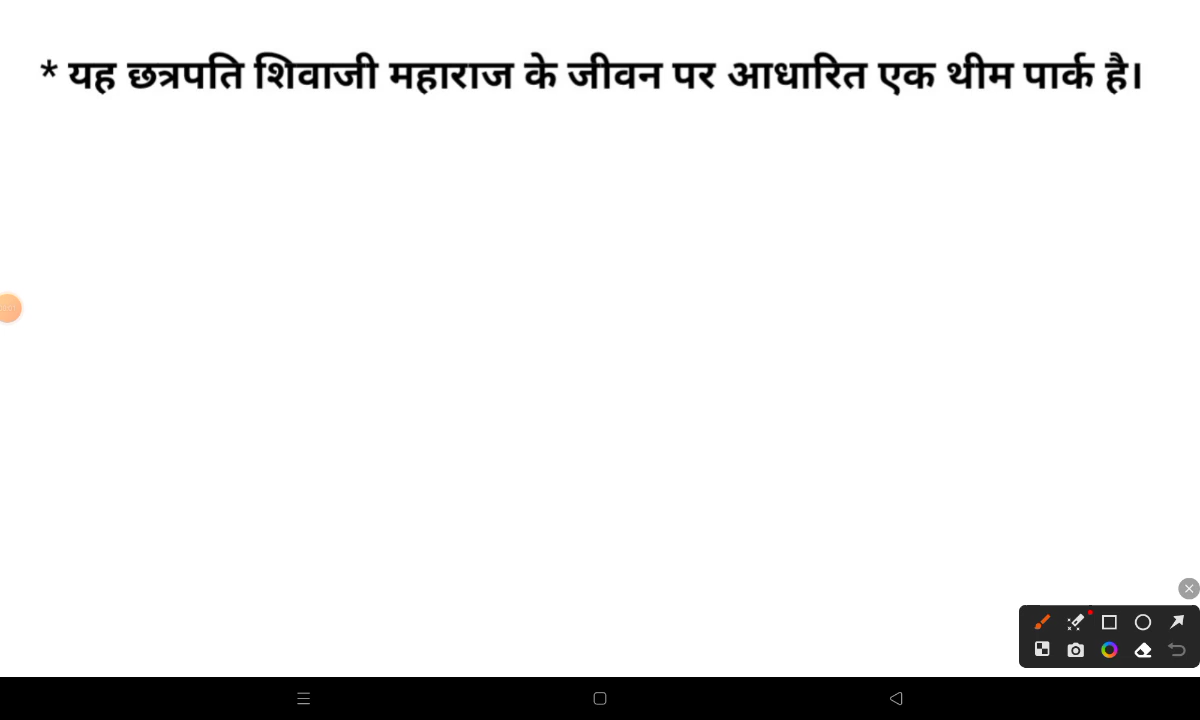 * यह छत्रपति शिवाजी महाराज के जीवन पर आधारित एक थीम पार्क है।